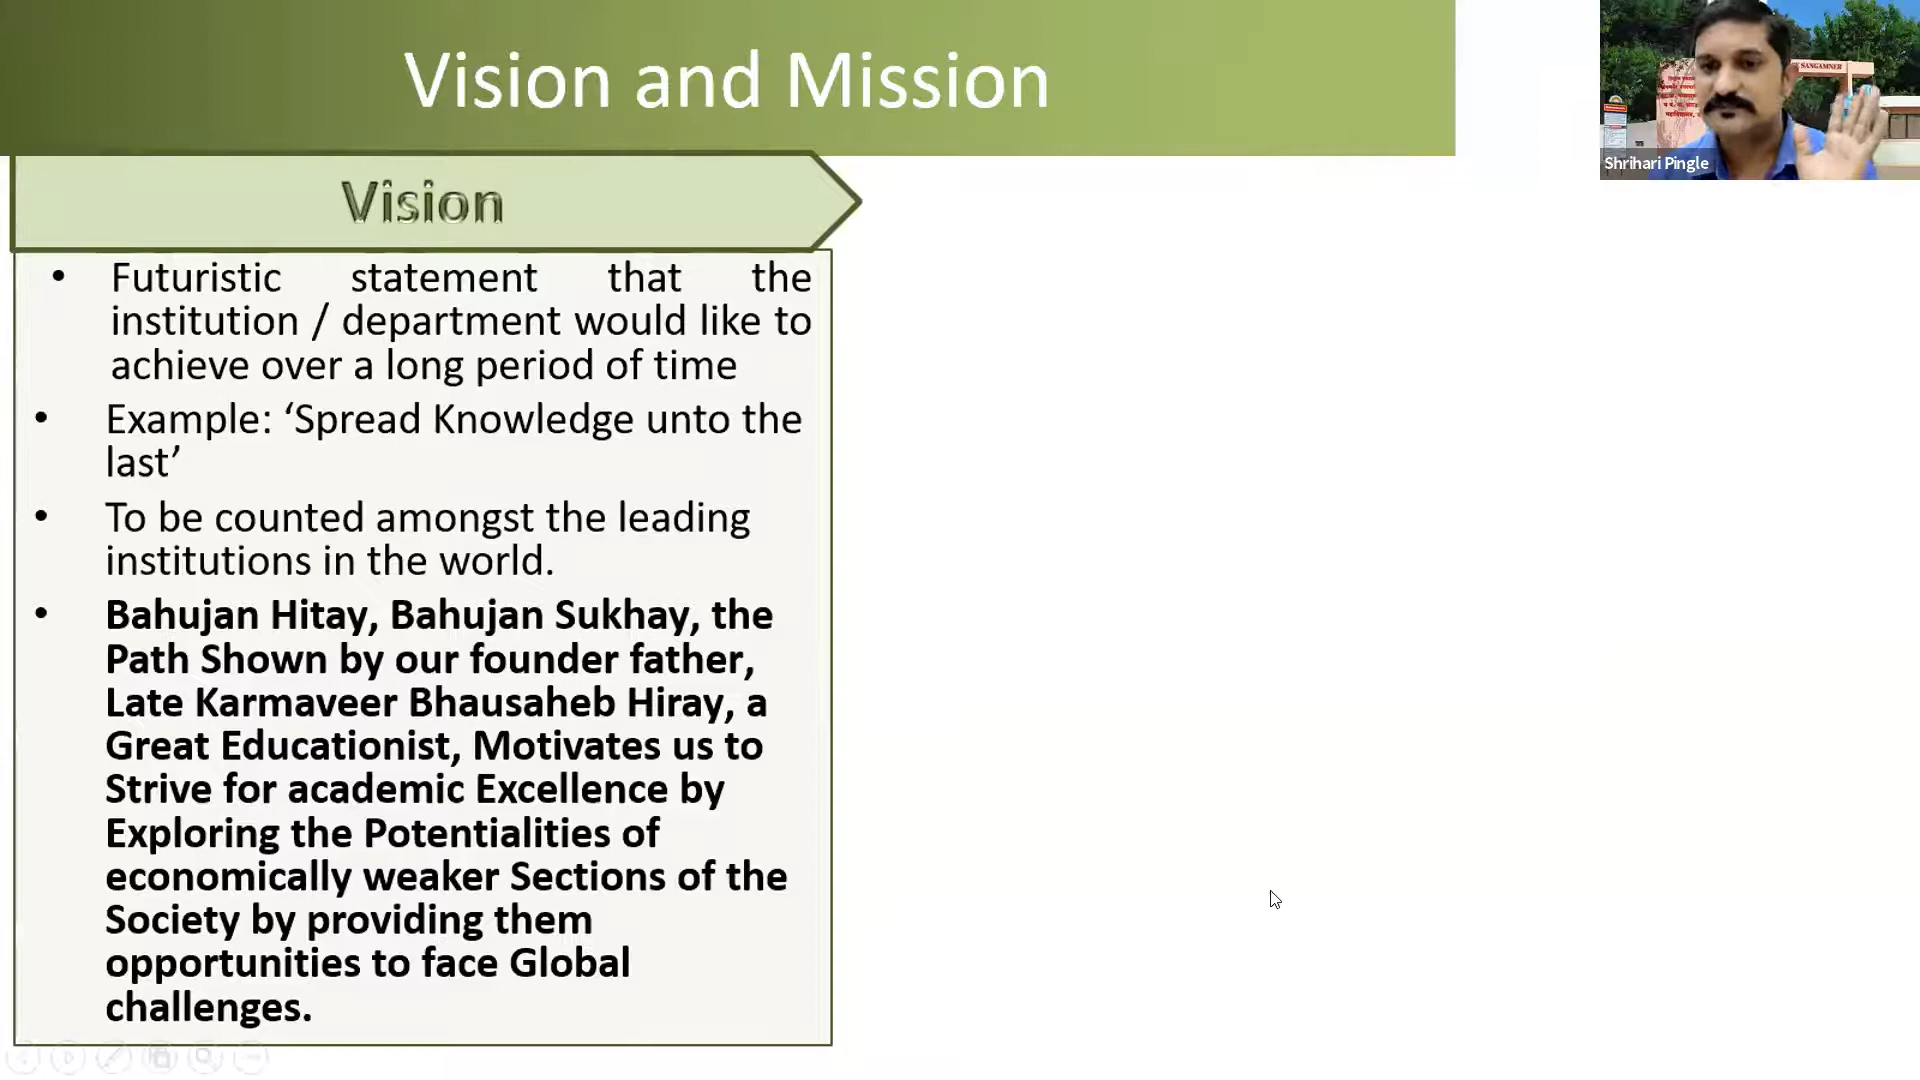 Vision and Mission
SANGAMNER
Shrihari Pingle
Vision
• Futuristic statement that the
institution / department would like to
achieve over a long period of time
• Example: ‘Spread Knowledge unto the
last’
• To be counted amongst the leading
institutions in the world.
• Bahujan Hitay, Bahujan Sukhay, the
Path Shown by our founder father,
Late Karmaveer Bhausaheb Hiray, a
Great Educationist, Motivates us to
Strive for academic Excellence by
Exploring the Potentialities of
economically weaker Sections of the
Society by providing them
opportunities to face Global
challenges.